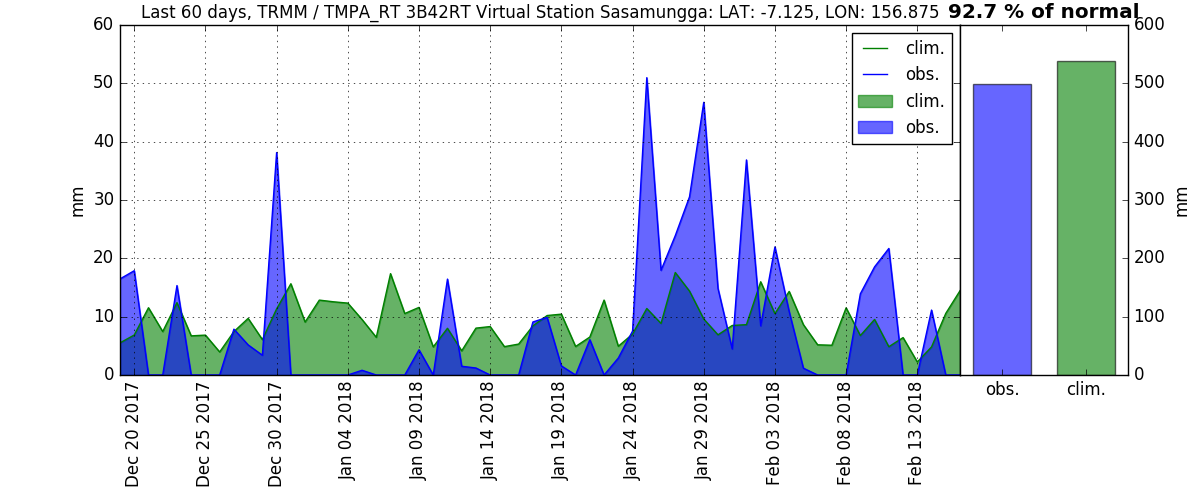 Last 60 days, TRMM / TMPA_RT 3B42RT Virtual Station Sasamungga: LAT: -7.125, LON: 156.875 92.7 % of normal
60
50
40
30
20
10
0
mm
clim.
obs.
clim.
obs.
Dec 20 2017
Dec 25 2017
Dec 30 2017
Jan 04 2018
Jan 09 2018
Jan 14 2018
Jan 19 2018
Jan 24 2018
Jan 29 2018
Feb 03 2018
Feb 08 2018
Feb 13 2018
600
500
400
300
200
100
0
mm
obs.
clim.